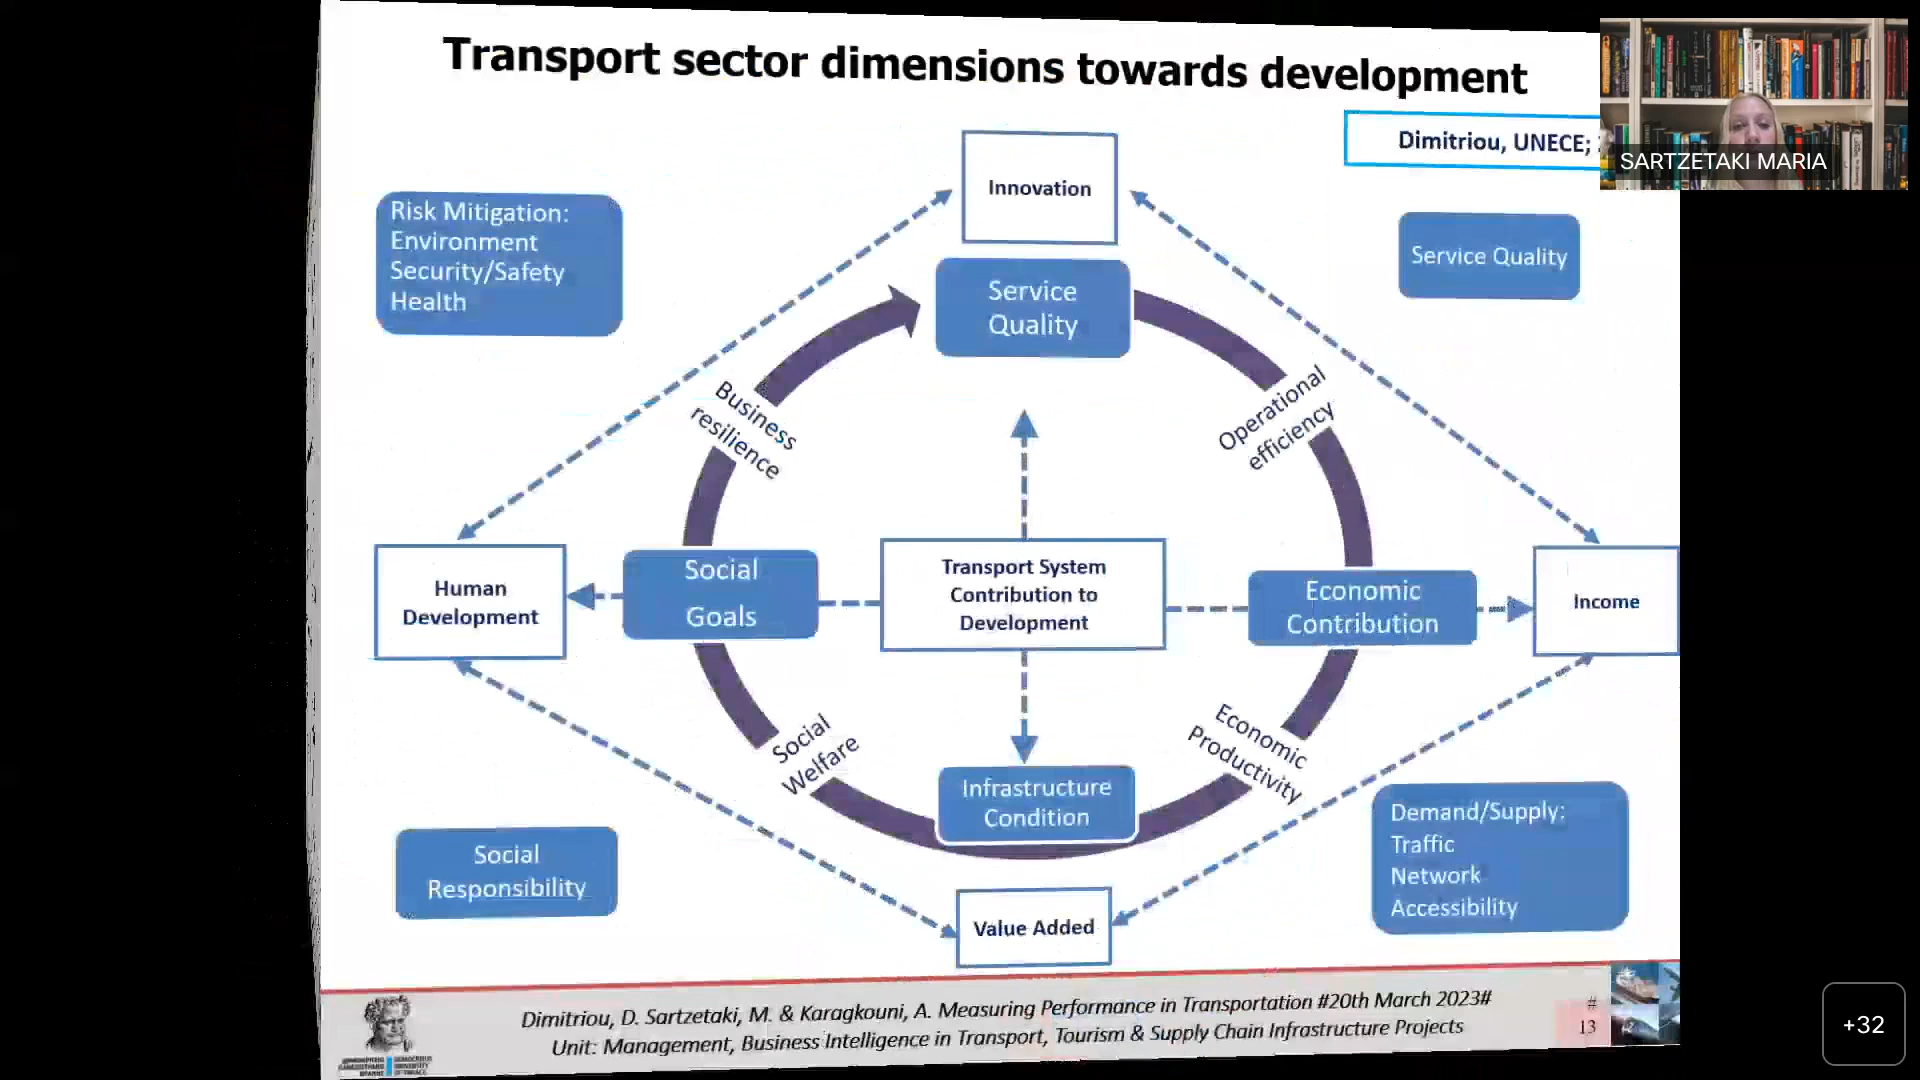 Transport sector dimensions towards development
Dimitriou, UNECE;
SARTZETAKI MARIA
Innovation
Risk Mitigation:
Environment
Security/Safety
Health
Service Quality
Service
Quality
Business
resilience
Operational
efficiency
Human
Development
Social
Goals
Transport System
Contribution to
Development
Economic
Contribution
Income
Social
Welfare
Economic
Productivity
Infrastructure
Condition
Social
Responsibility
Demand/Supply:
Traffic
Network
Accessibility
Value Added
Dimitriou, D. Sartzetaki, M. & Karagkouni, A. Measuring Performance in Transportation #20th March 2023#
Unit: Management, Business Intelligence in Transport, Tourism & Supply Chain Infrastructure Projects
#
13
+32